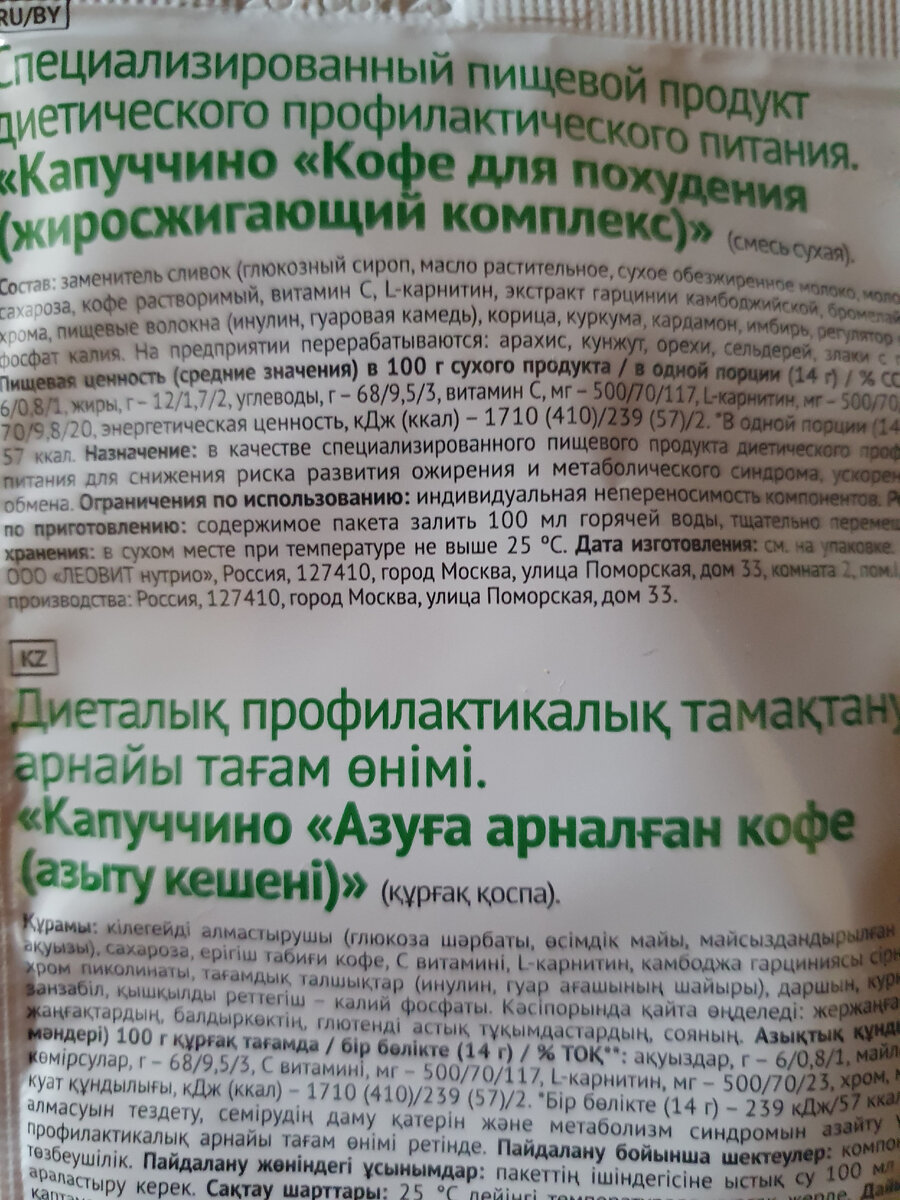 RU/BY
Специализированный пищевой продукт
диетического профилактического питания.
«Капуччино «Кофе для похудения
(жиросжигающий комплекс)» (смесь сухая).
Состав: заменитель сливок (глюкозный сироп, масло растительное, сухое обезжиренное молоко,
сахароза, кофе растворимый, витамин С, L-карнитин, экстракт гарцинии камбоджийской,
хрома, пищевые волокна (инулин, гуаровая камедь), корица, куркума, кардамон, имбирь, регулятор
фосфат калия. На предприятии перерабатываются: арахис, кунжут, орехи, сельдерей, злаки с
Пищевая ценность (средние значения) в 100 г сухого продукта / в одной порции (14 г) / %
6/0,8/1, жиры, г – 12/1,7/2, углеводы, г – 68/9,5/3, витамин С, мг – 500/70/117, L-карнитин, мг – 500/70
70/9,8/20, энергетическая ценность, кДж (ккал) – 1710 (410)/239 (57)/2. *В одной порции (14
57 ккал. Назначение: в качестве специализированного пищевого продукта диетического
питания для снижения риска развития ожирения и метаболического синдрома,
обмена. Ограничения по использованию: индивидуальная непереносимость компонентов.
по приготовлению: содержимое пакета залить 100 мл горячей воды, тщательно
хранения: в сухом месте при температуре не выше 25 °С. Дата изготовления: см. на упаковке.
ООО «ЛЕОВИТ нутрио», Россия, 127410, город Москва, улица Поморская, дом 33, комната 2,
производства: Россия, 127410, город Москва, улица Поморская, дом 33.
KZ
Диеталық профилактикалық тамақтану
арнайы тағам өнімі.
«Капуччино «Азуға арналған кофе
(азыту кешені)» (құрғақ қоспа).
Құрамы: кілегейді алмастырушы (глюкоза шәрбаты, өсімдік майы, майсыздандырылған
ақуызы), сахароза, ерігіш табиғи кофе, С витамині, L-карнитин, камбоджа гарциниясы
хром пиколинаты, тағамдық талшықтар (инулин, гуар ағашының шайыры), даршын,
занзабіл, қышқылды реттегіш – калий фосфаты. Кәсіпорында қайта өңделеді:
жаңғақтардың, балдыркөктің, глютенді астық тұқымдастардың, сояның. Азықтық
мәндері) 100 г құрғақ тағамда / бір бөлікте (14 г) / % ТОҚ**: ақуыздар, г – 6/0,8/1,
көмірсулар, г – 68/9,5/3, С витамині, мг – 500/70/117, L-карнитин, мг – 500/70/23, хром,
қуат құндылығы, кДж (ккал) – 1710 (410)/239 (57)/2. *Бір бөлікте (14 г) – 239 кДж/57 ккал
алмасуын тездету, семірудің даму қатерін және метаболизм синдромын азайту
профилактикалық арнайы тағам өнімі ретінде. Пайдалану бойынша шектеулер:
төзбеушілік. Пайдалану жөніндегі ұсынымдар: пакеттің ішіндегісіне ыстық су 100 мл
араластыру керек. Сақтау шарттары: 25 °С дейінгі